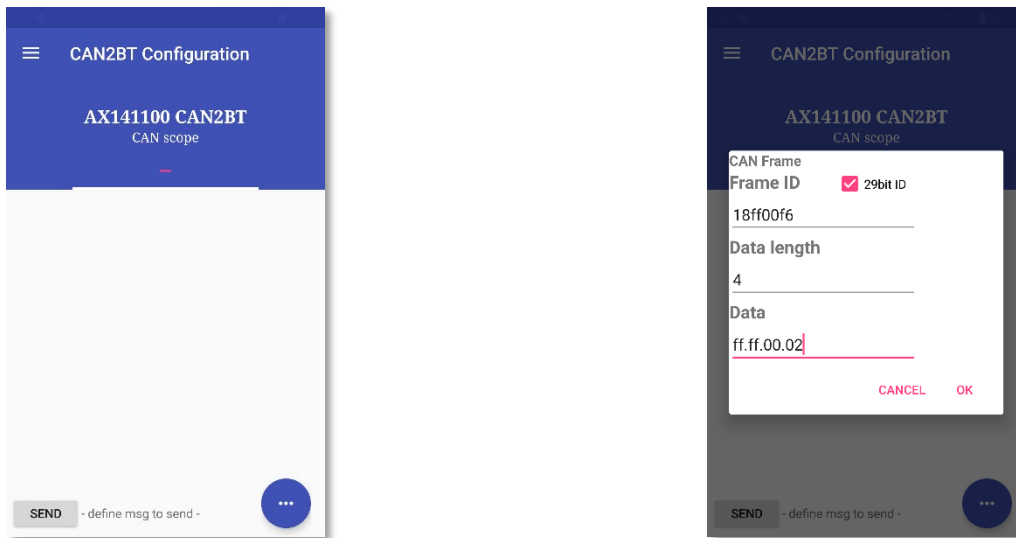 CAN2BT Configuration
AX141100 CAN2BT
CAN scope
SEND - define msg to send -
CAN2BT Configuration
AX141100 CAN2BT
CAN scope
CAN Frame
Frame ID 29bit ID
18ff00f6
Data length
4
Data
ff.ff.00.02
CANCEL OK
SEND - define msg to send -